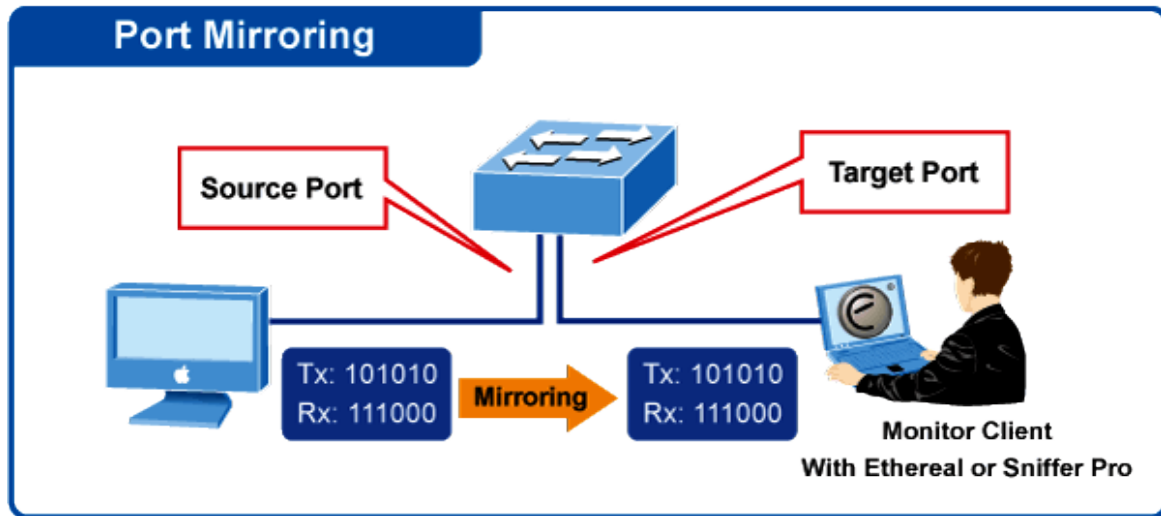 Port Mirroring
Source Port
Target Port
Tx: 101010
Rx: 111000
Mirroring
Tx: 101010
Rx: 111000
Monitor Client
With Ethereal or Sniffer Pro